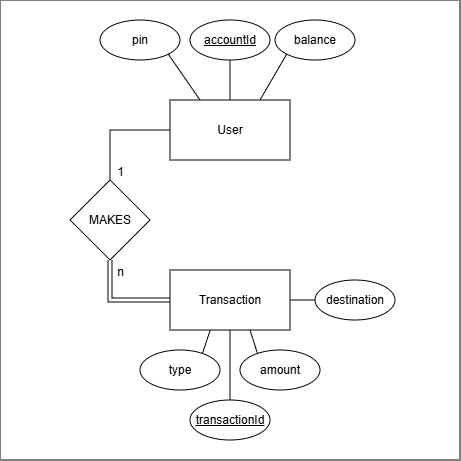 pin
accountId
balance
User
1
MAKES
n
Transaction
destination
type
amount
transactionId